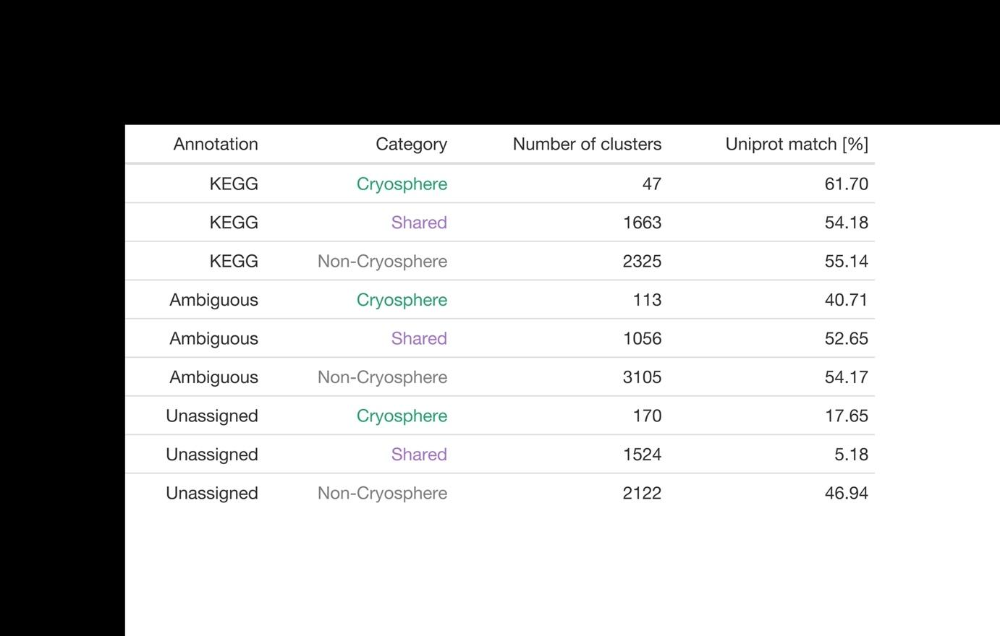 Annotation Category Number of clusters Uniprot match [%]
KEGG Cryosphere 47 61.70
KEGG Shared 1663 54.18
KEGG Non-Cryosphere 2325 55.14
Ambiguous Cryosphere 113 40.71
Ambiguous Shared 1056 52.65
Ambiguous Non-Cryosphere 3105 54.17
Unassigned Cryosphere 170 17.65
Unassigned Shared 1524 5.18
Unassigned Non-Cryosphere 2122 46.94